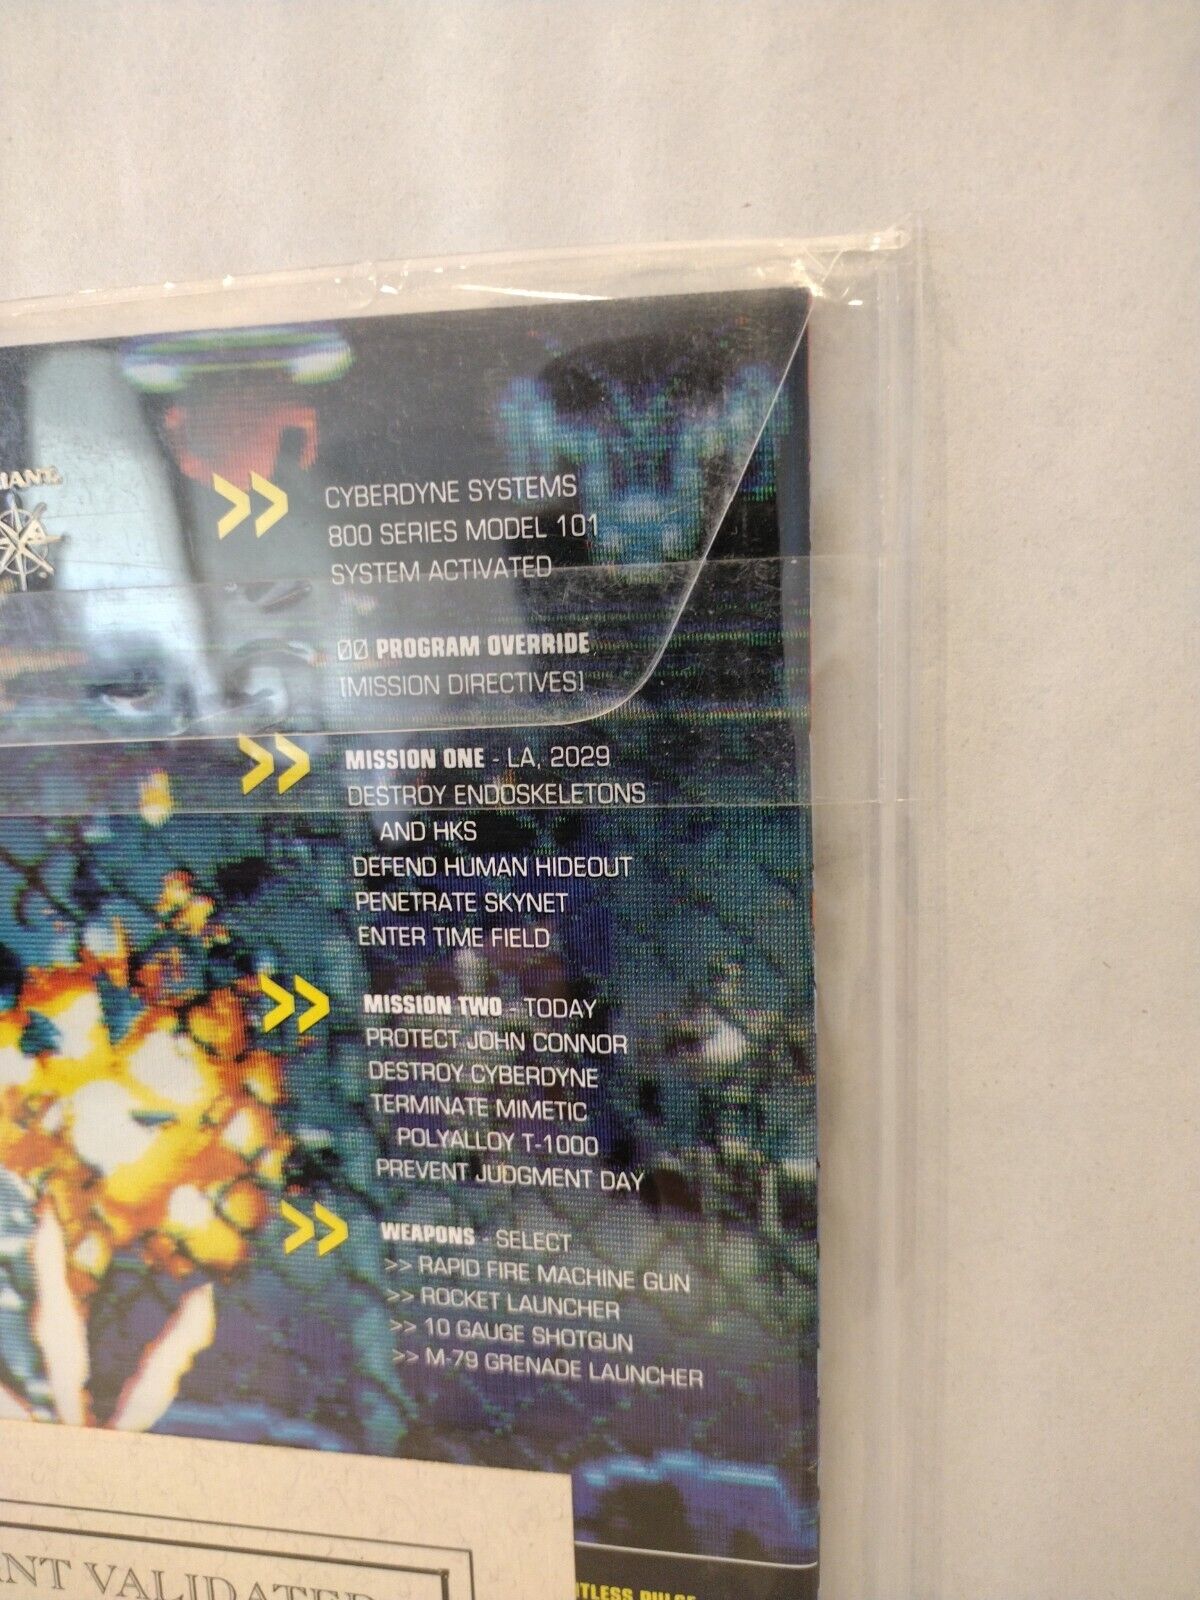 CYBERDYNE SYSTEMS
800 SERIES MODEL 101
SYSTEM ACTIVATED
00 PROGRAM OVERRIDE
[MISSION DIRECTIVES]
MISSION ONE - LA, 2029
DESTROY ENDOSKELETONS
AND HKS
DEFEND HUMAN HIDEOUT
PENETRATE SKYNET
ENTER TIME FIELD
MISSION TWO - TODAY
PROTECT JOHN CONNOR
DESTROY CYBERDYNE
TERMINATE MIMETIC
POLYALLOY T-1000
PREVENT JUDGMENT DAY
WEAPONS - SELECT
>> RAPID FIRE MACHINE GUN
>> ROCKET LAUNCHER
>> 10 GAUGE SHOTGUN
>> M-79 GRENADE LAUNCHER
VALIDATED
PULSE